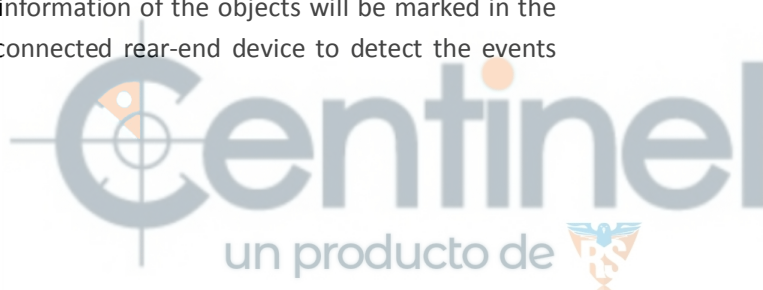 information of the objects will be marked in the
connected rear-end device to detect the events
Centinel
un producto de RS